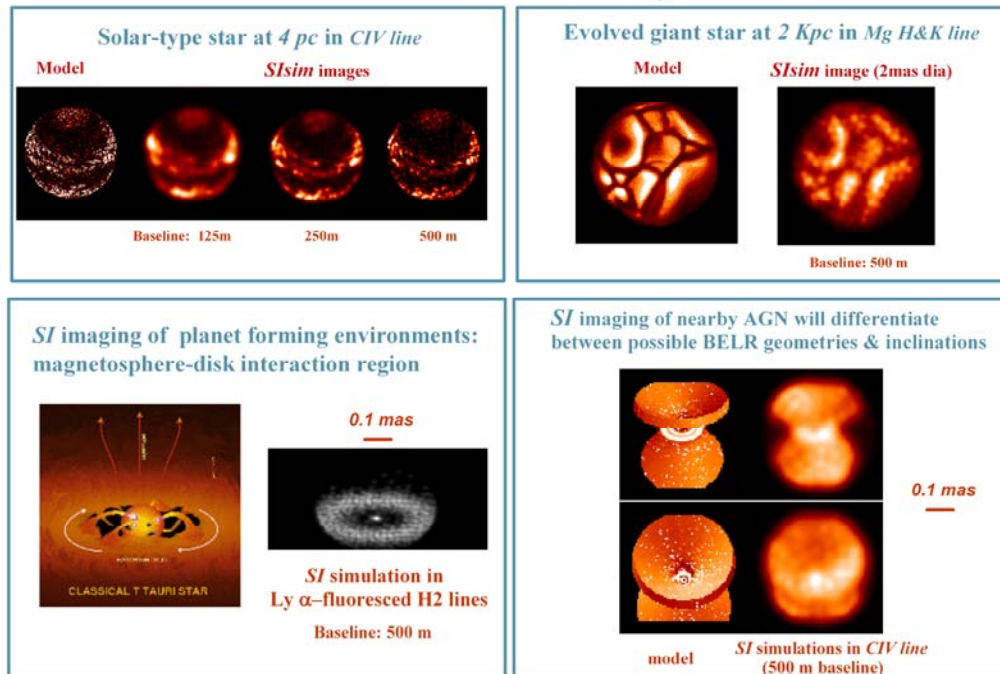 Solar-type star at 4 pc in CIV line
Model
SIsim images
Baseline: 125m
250m
500 m
Evolved giant star at 2 Kpc in Mg H&K line
Model
SIsim image (2mas dia)
Baseline: 500 m
SI imaging of planet forming environments:
magnetosphere-disk interaction region
CLASSICAL T TAURI STAR
0.1 mas
SI simulation in
Ly α–fluoresced H2 lines
Baseline: 500 m
SI imaging of nearby AGN will differentiate
between possible BELR geometries & inclinations
0.1 mas
model
SI simulations in CIV line
(500 m baseline)